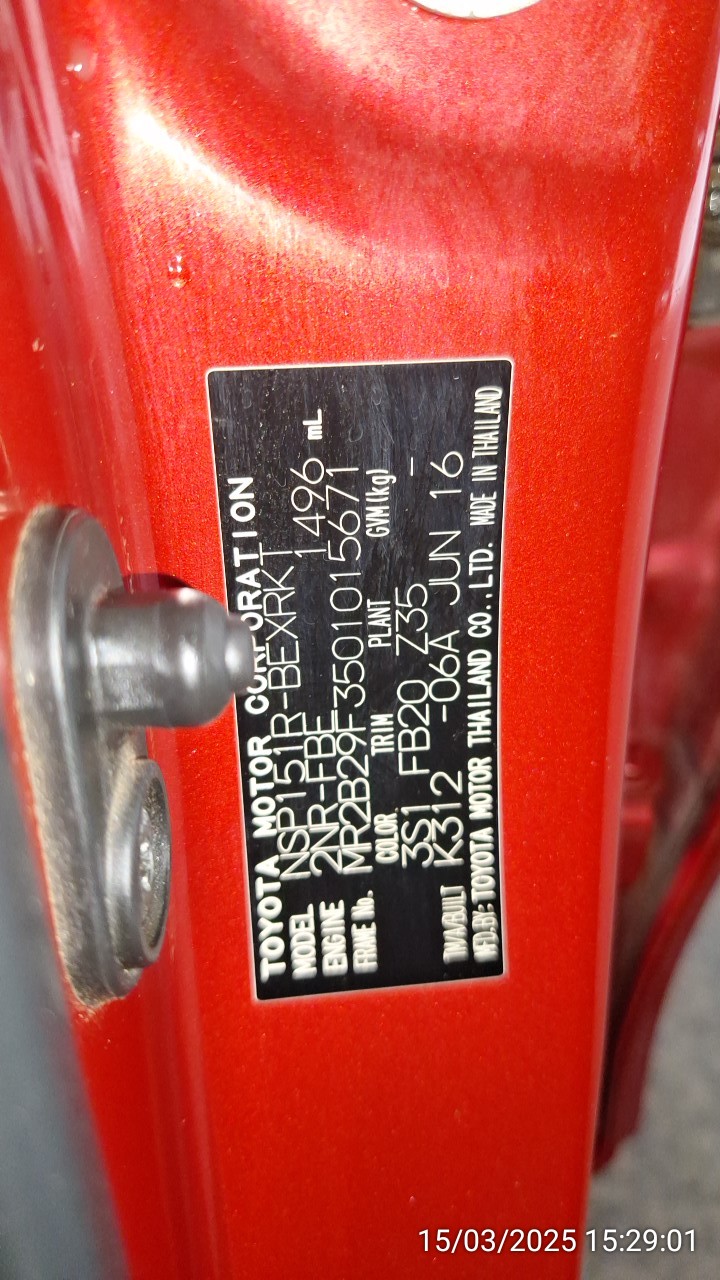 TOYOTA MOTOR CORPORATION
MODEL NSP151R-BEXRKT
ENGINE 2NR-FBE 1496 mL
FRAME No. MR2B29F3501015671
COLOR TRIM PLANT GVM(kg)
3S1 FB20 Z35 -
T/M/A/BUILT K312 -06A JUN 16
MFD.BY: TOYOTA MOTOR THAILAND CO.,LTD. MADE IN THAILAND
15/03/2025 15:29:01